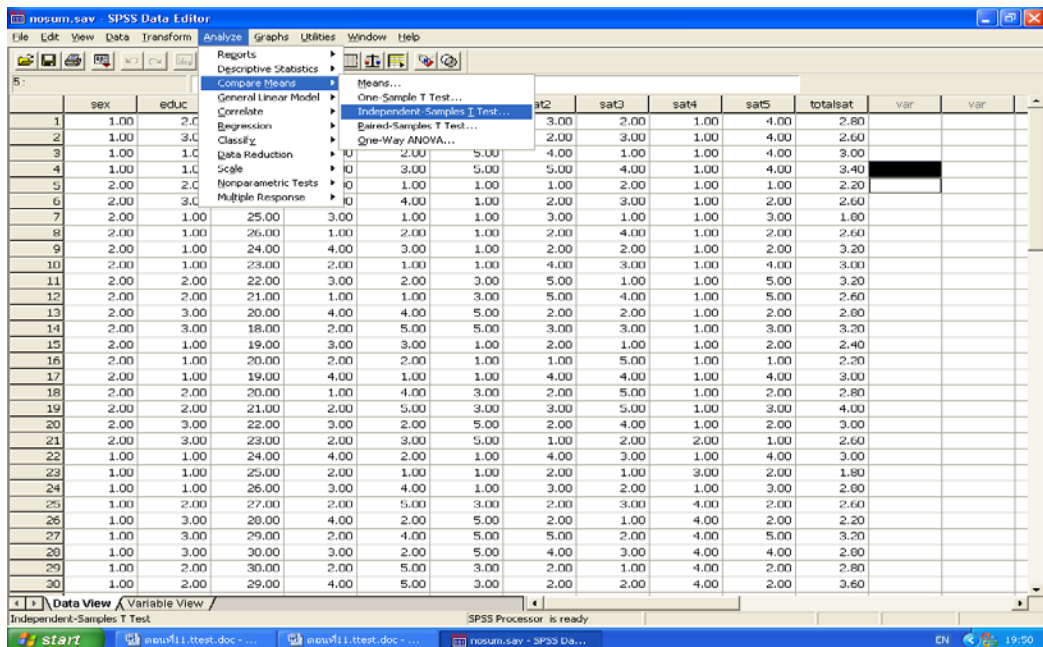 nosum.sav - SPSS Data Editor
File Edit View Data Transform Analyze Graphs Utilities Window Help
Reports
Descriptive Statistics
Compare Means
General Linear Model
Correlate
Regression
Classify
Data Reduction
Scale
Nonparametric Tests
Multiple Response
Means...
One-Sample T Test...
Independent-Samples T Test...
Paired-Samples T Test...
One-Way ANOVA...
5 :
sex educ at2 sat3 sat4 sat5 totalsat var var
1 1.00 2.0 3.00 2.00 1.00 4.00 2.80
2 1.00 3.0 2.00 3.00 1.00 4.00 2.60
3 1.00 1.0 2.00 5.00 4.00 1.00 1.00 4.00 3.00
4 1.00 1.0 3.00 5.00 5.00 4.00 1.00 4.00 3.40
5 2.00 2.0 1.00 1.00 1.00 2.00 1.00 1.00 2.20
6 2.00 3.0 4.00 1.00 2.00 3.00 1.00 2.00 2.60
7 2.00 1.00 25.00 3.00 1.00 1.00 3.00 1.00 1.00 3.00 1.80
8 2.00 1.00 26.00 1.00 2.00 1.00 2.00 4.00 1.00 2.00 2.60
9 2.00 1.00 24.00 4.00 3.00 1.00 2.00 2.00 1.00 2.00 3.20
10 2.00 1.00 23.00 2.00 1.00 1.00 4.00 3.00 1.00 4.00 3.00
11 2.00 2.00 22.00 3.00 2.00 3.00 5.00 1.00 1.00 5.00 3.20
12 2.00 2.00 21.00 1.00 1.00 3.00 5.00 4.00 1.00 5.00 2.60
13 2.00 3.00 20.00 4.00 4.00 5.00 2.00 2.00 1.00 2.00 2.80
14 2.00 3.00 18.00 2.00 5.00 5.00 3.00 3.00 1.00 3.00 3.20
15 2.00 1.00 19.00 3.00 3.00 1.00 2.00 1.00 1.00 2.00 2.40
16 2.00 1.00 20.00 2.00 2.00 1.00 1.00 5.00 1.00 1.00 2.20
17 2.00 1.00 19.00 4.00 1.00 1.00 4.00 4.00 1.00 4.00 3.00
18 2.00 2.00 20.00 1.00 4.00 3.00 2.00 5.00 1.00 2.00 2.80
19 2.00 2.00 21.00 2.00 5.00 3.00 3.00 5.00 1.00 3.00 4.00
20 2.00 3.00 22.00 3.00 2.00 5.00 2.00 4.00 1.00 2.00 3.00
21 2.00 3.00 23.00 2.00 3.00 5.00 1.00 2.00 2.00 1.00 2.60
22 1.00 1.00 24.00 4.00 2.00 1.00 4.00 3.00 1.00 4.00 3.00
23 1.00 1.00 25.00 2.00 1.00 1.00 2.00 1.00 3.00 2.00 1.80
24 1.00 1.00 26.00 3.00 4.00 1.00 3.00 2.00 1.00 3.00 2.80
25 1.00 2.00 27.00 2.00 5.00 3.00 2.00 3.00 4.00 2.00 2.60
26 1.00 3.00 28.00 4.00 2.00 5.00 2.00 1.00 4.00 2.00 2.20
27 1.00 3.00 29.00 2.00 4.00 5.00 5.00 2.00 4.00 5.00 3.20
28 1.00 3.00 30.00 3.00 2.00 5.00 4.00 3.00 4.00 4.00 2.80
29 1.00 2.00 30.00 2.00 5.00 3.00 2.00 1.00 4.00 2.00 2.80
30 1.00 2.00 29.00 4.00 5.00 3.00 2.00 2.00 4.00 2.00 3.60
Data View Variable View
Independent-Samples T Test SPSS Processor is ready
start ตอนที่11.ttest.doc - ... ตอนที่11.ttest.doc - ... nosum.sav - SPSS Da... EN 19:50